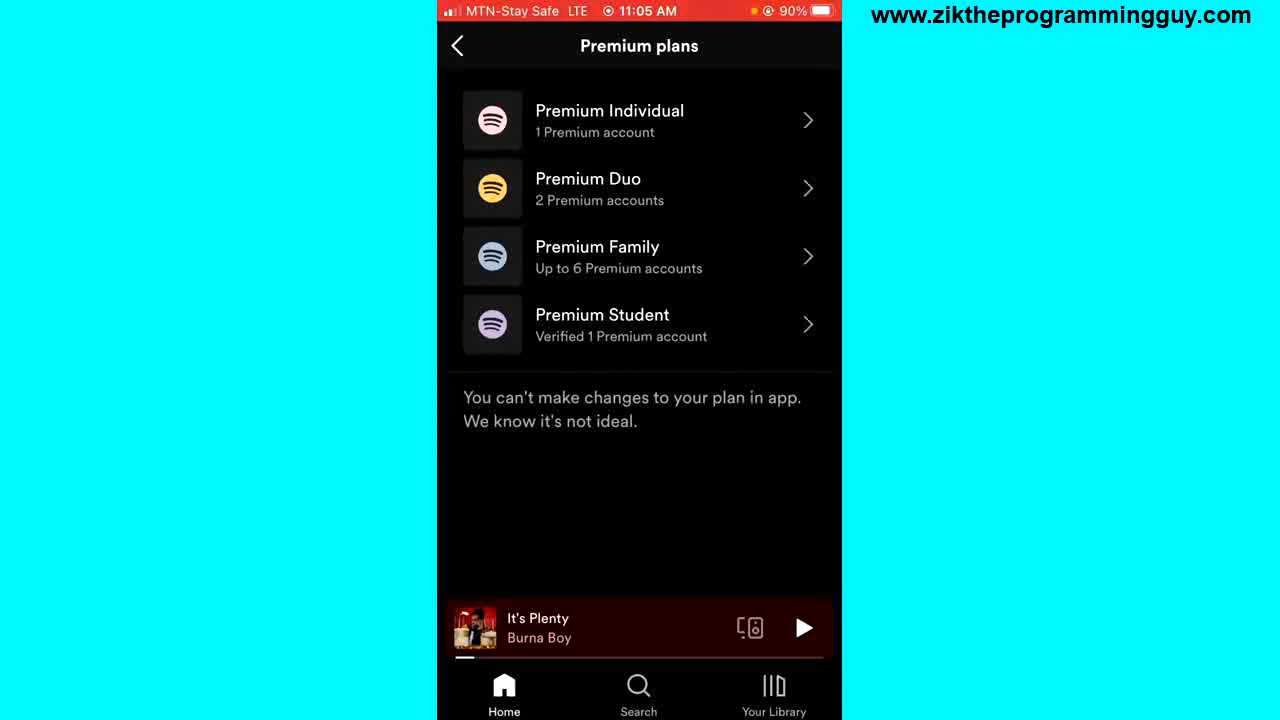 MTN-Stay Safe LTE 11:05 AM 90%
www.ziktheprogrammingguy.com
Premium plans
Premium Individual
1 Premium account
Premium Duo
2 Premium accounts
Premium Family
Up to 6 Premium accounts
Premium Student
Verified 1 Premium account
You can't make changes to your plan in app.
We know it's not ideal.
It's Plenty
Burna Boy
Home
Search
Your Library